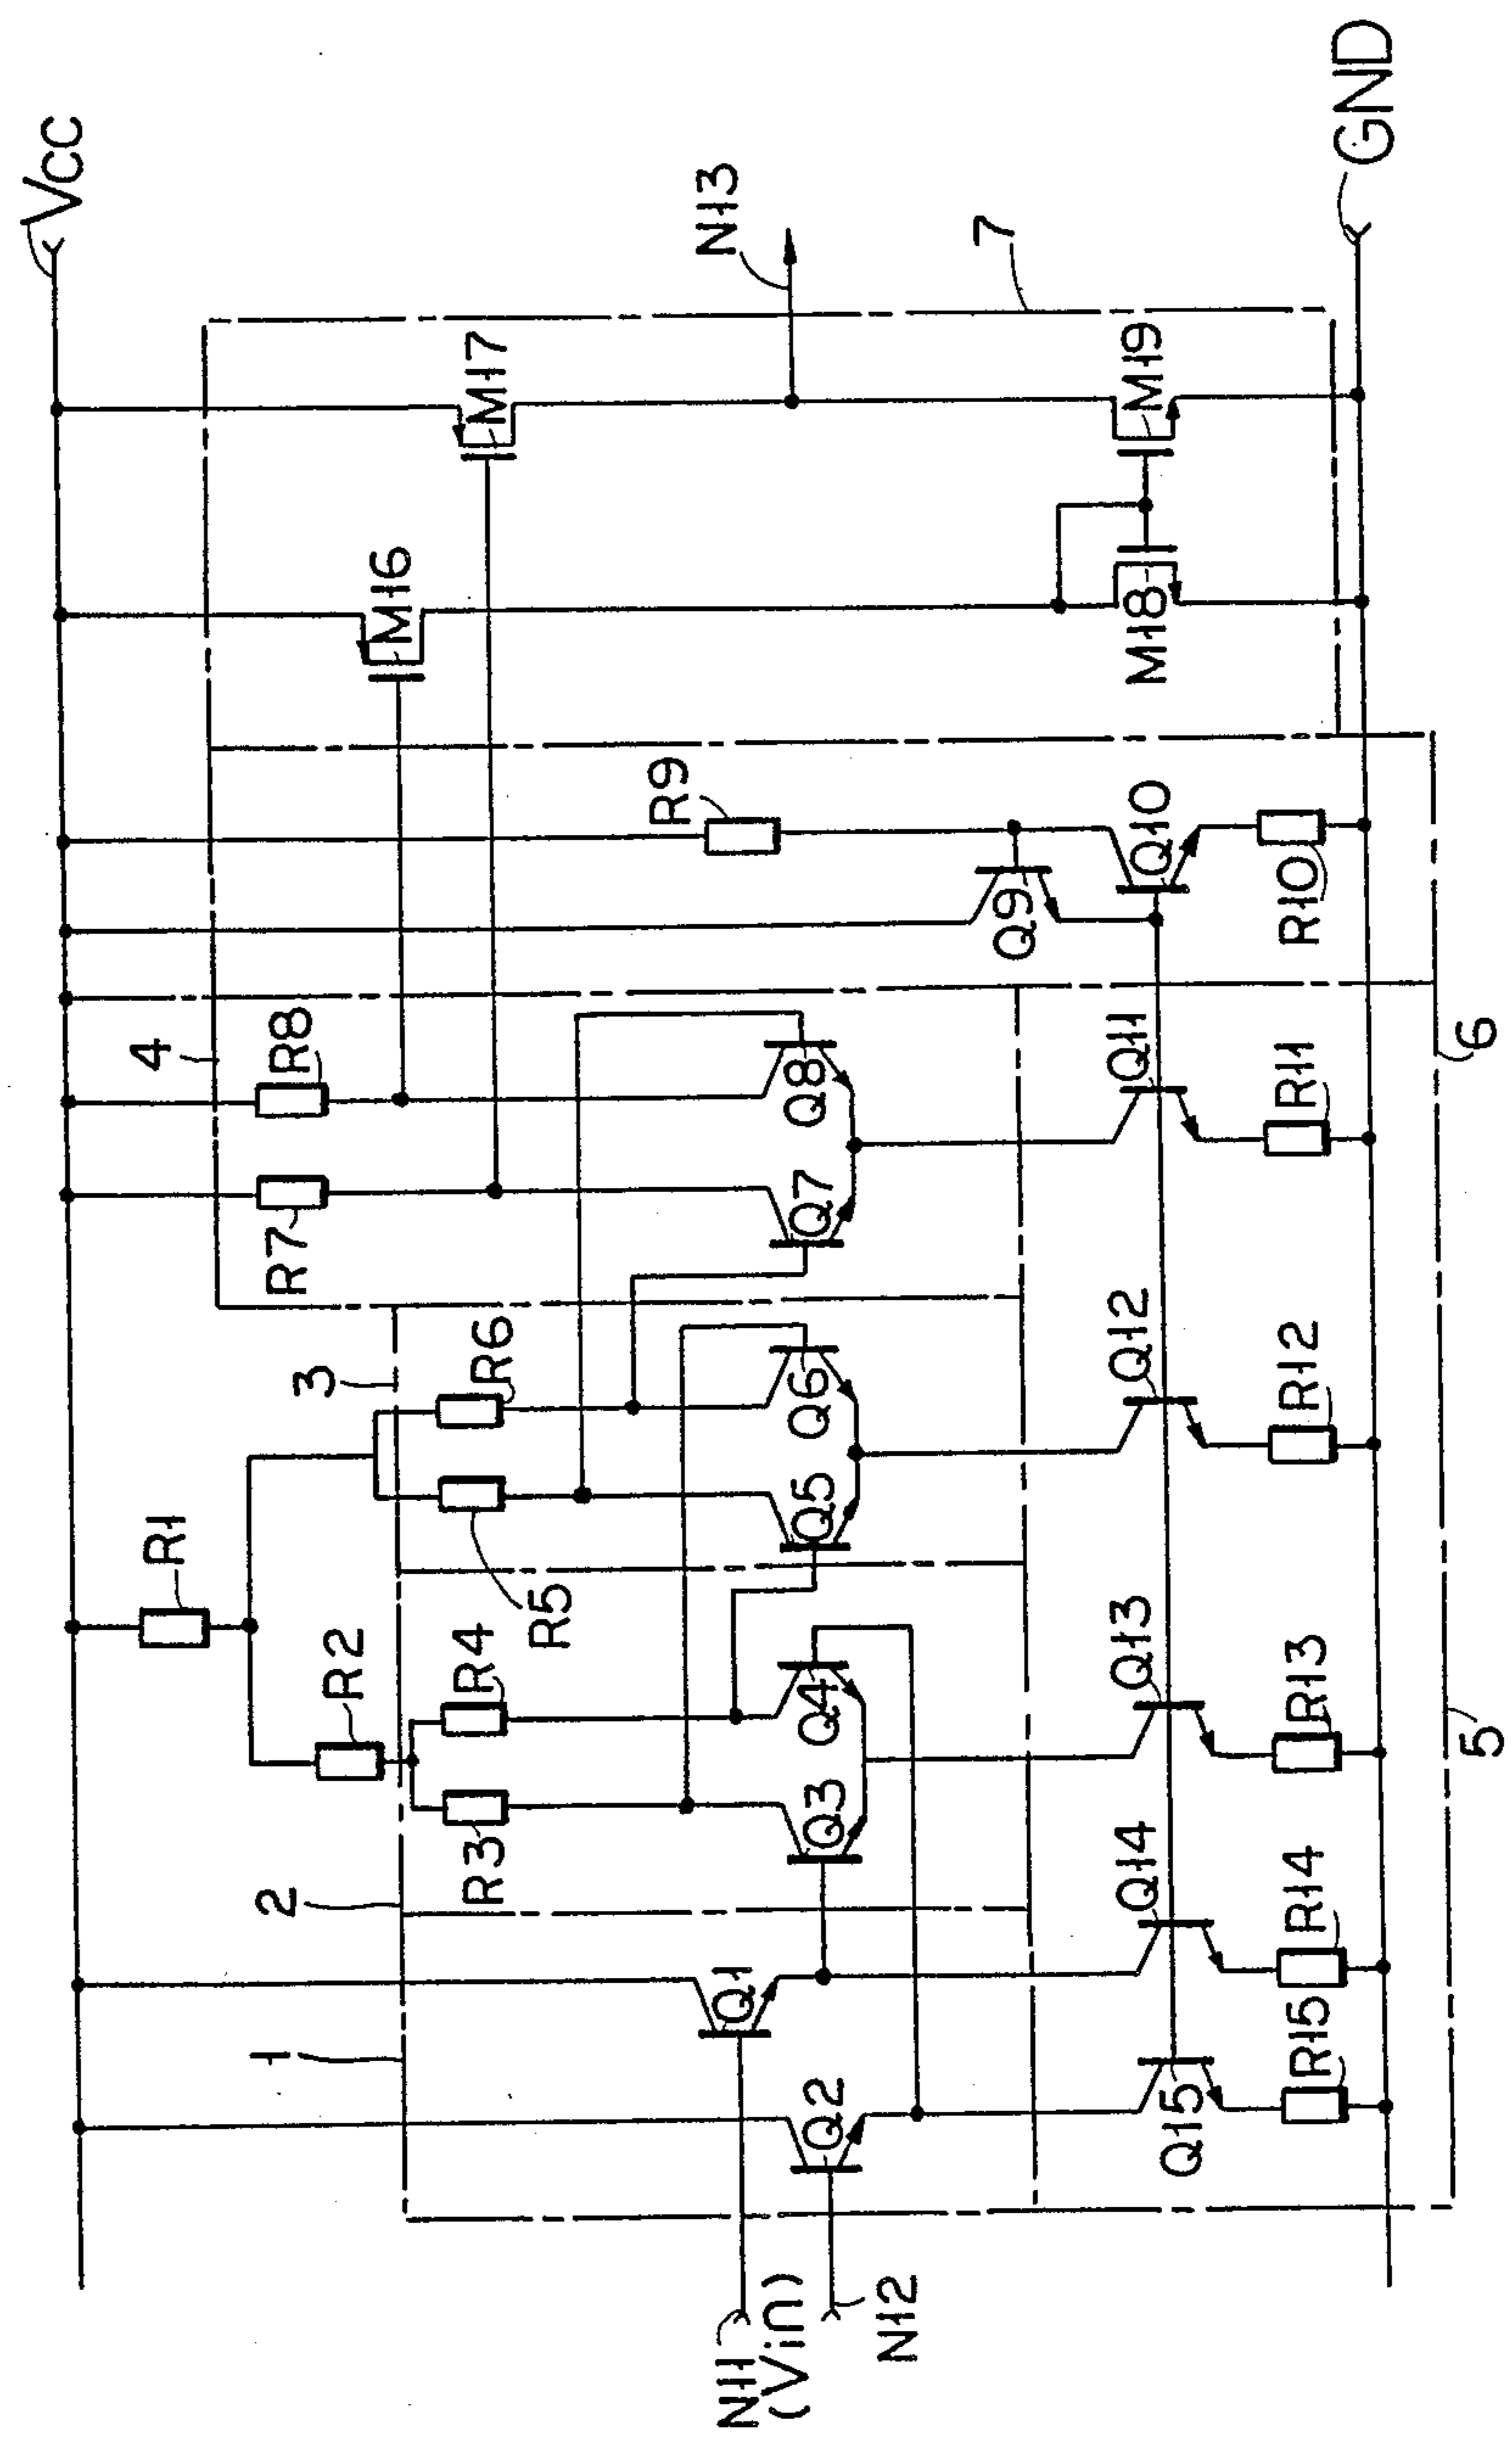 VCC
R1
M17
M16
4
R8
R7
3
R6
R2
R4
R5
R3
2
1
N13
R9
Q8
Q7
Q6
Q5
Q4
Q3
Q1
Q2
N11
(Vin)
N12
7
M19
M18
Q9
Q10
Q11
Q12
Q13
Q14
Q15
GND
R10
R11
R12
R13
R14
R15
6
5